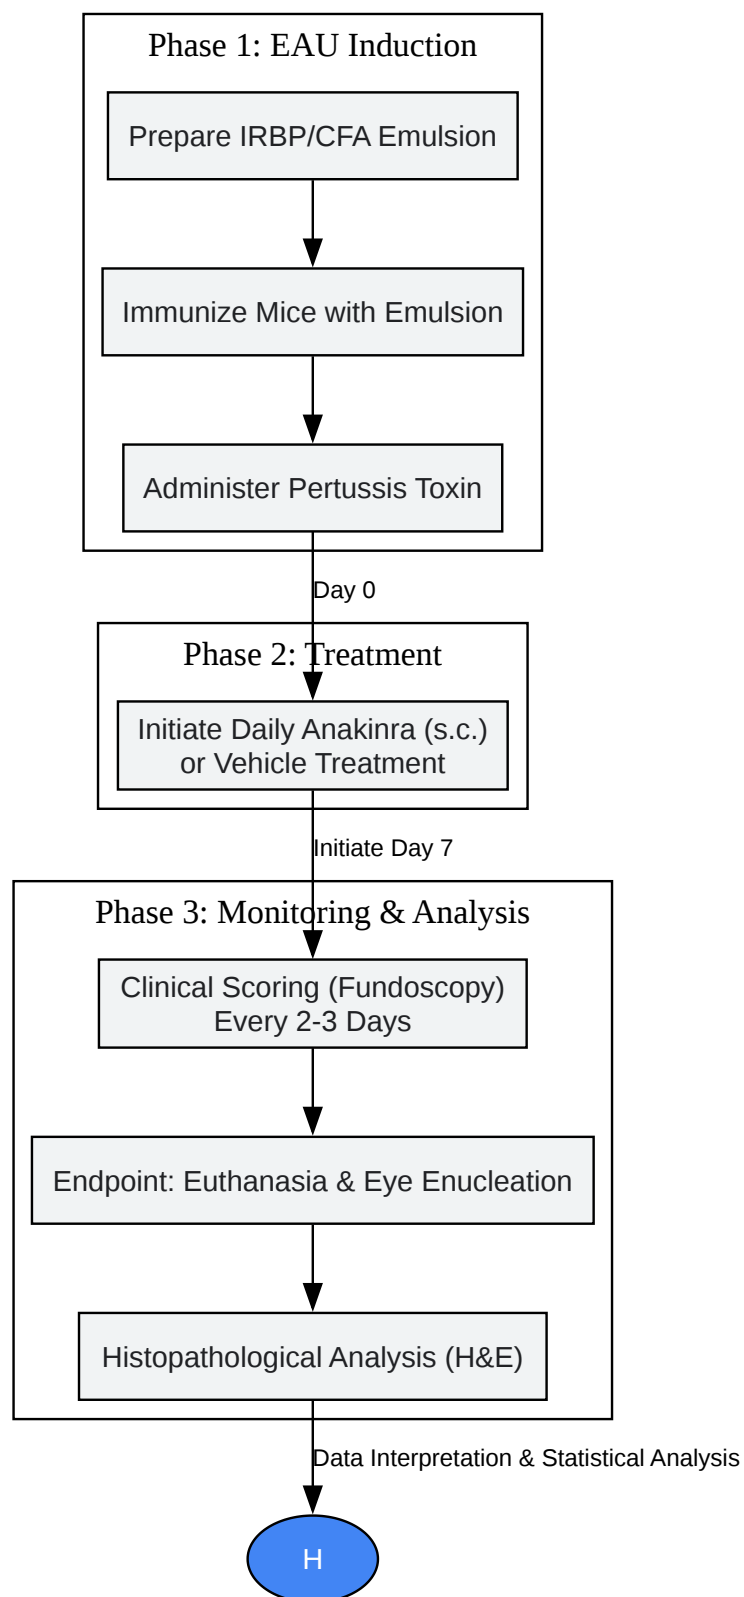 Phase 1: EAU Induction
Prepare IRBP/CFA Emulsion
Immunize Mice with Emulsion
Administer Pertussis Toxin
Day 0
Phase 2: Treatment
Initiate Daily Anakinra (s.c.)
or Vehicle Treatment
Initiate Day 7
Phase 3: Monitoring & Analysis
Clinical Scoring (Fundoscopy)
Every 2-3 Days
Endpoint: Euthanasia & Eye Enucleation
Histopathological Analysis (H&E)
Data Interpretation & Statistical Analysis
H